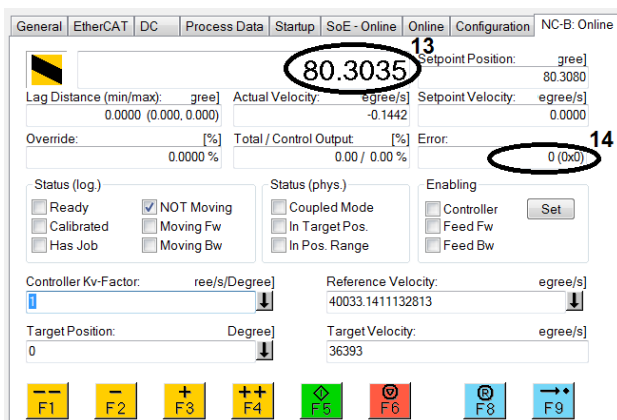 General EtherCAT DC Process Data Startup SoE - Online Online Configuration NC-B: Online
13
80.3035
Setpoint Position: gree]
80.3080
Lag Distance (min/max): gree] Actual Velocity: egree/s] Setpoint Velocity: egree/s]
0.0000 (0.000, 0.000) -0.1442 0.0000
Override: [%] Total / Control Output: [%] Error: 14
0.0000 % 0.00 / 0.00 % 0 (0x0)
Status (log.) Status (phys.) Enabling
Ready NOT Moving Coupled Mode Controller Set
Calibrated Moving Fw In Target Pos. Feed Fw
Has Job Moving Bw In Pos. Range Feed Bw
Controller Kv-Factor: ree/s/Degree] Reference Velocity: egree/s]
1 40033.1411132813
Target Position: Degree] Target Velocity: egree/s]
0 36393
-- - + ++ R
F1 F2 F3 F4 F5 F6 F8 F9